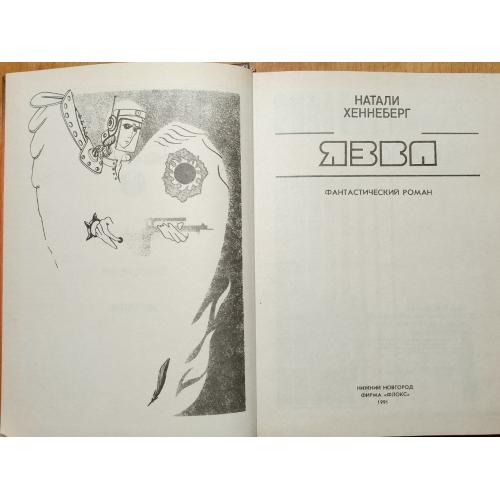 НАТАЛИ
ХЕННЕБЕРГ
ЯЗВА
ФАНТАСТИЧЕСКИЙ РОМАН
НИЖНИЙ НОВГОРОД
ФИРМА «ФЛОКС»
1991